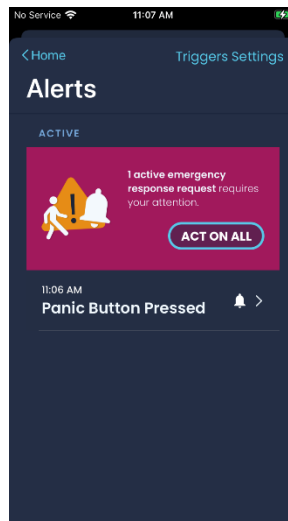 No Service 11:07 AM
Home Triggers Settings
Alerts
ACTIVE
1 active emergency
response request requires
your attention.
ACT ON ALL
11:06 AM
Panic Button Pressed